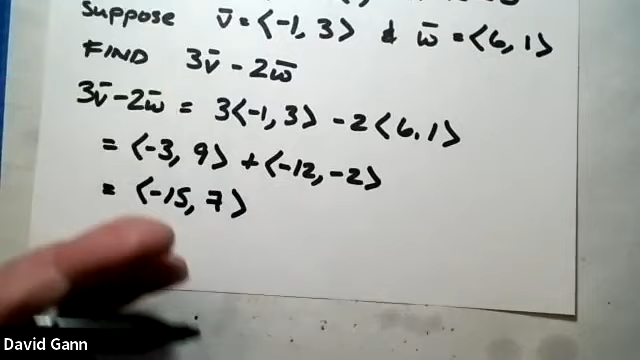 SUPPOSE v̄ = <-1, 3> & w̄ = <6, 1>
FIND 3v̄ - 2w̄
3v̄ - 2w̄ = 3<-1, 3> - 2<6, 1>
= <-3, 9> + <-12, -2>
= <-15, 7>
David Gann